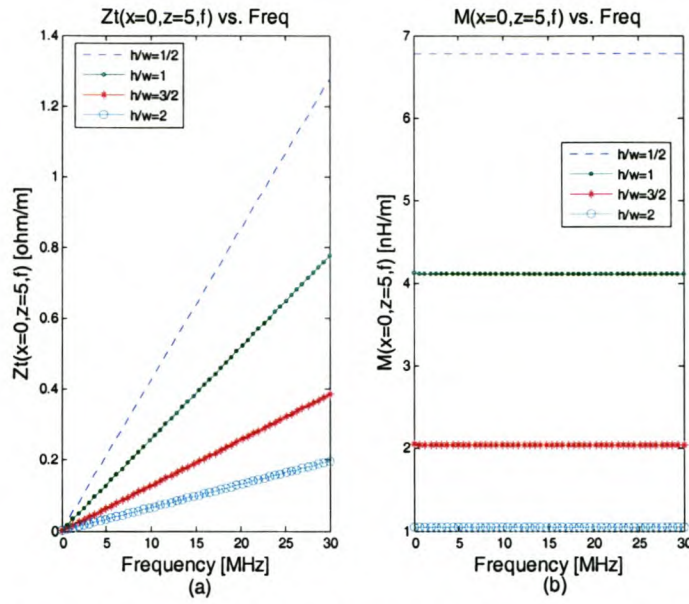 Zt(x=0,z=5,f) vs. Freq
1.4
1.2
1
0.8
0.6
0.4
0.2
0
Zt(x=0,z=5,f) [ohm/m]
h/w=1/2
h/w=1
h/w=3/2
h/w=2
0 5 10 15 20 25 30
Frequency [MHz]
(a)
M(x=0,z=5,f) vs. Freq
7
6
5
4
3
2
1
M(x=0,z=5,f) [nH/m]
h/w=1/2
h/w=1
h/w=3/2
h/w=2
0 5 10 15 20 25 30
Frequency [MHz]
(b)